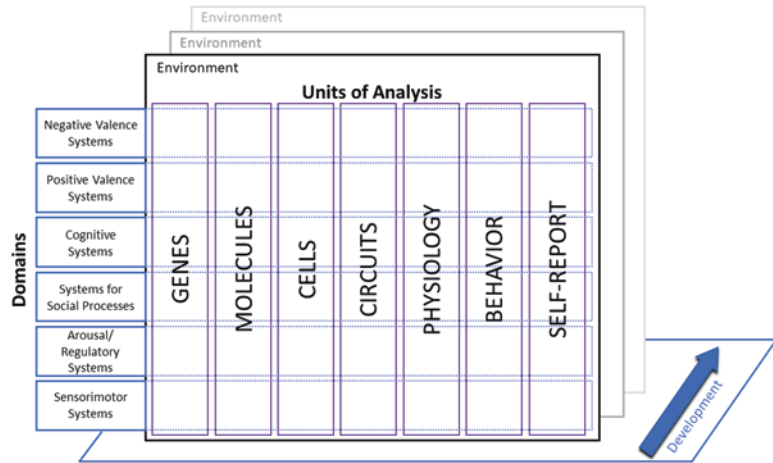 Environment
Environment
Environment
Units of Analysis
Domains
Negative Valence
Systems
Positive Valence
Systems
Cognitive
Systems
Systems for
Social Processes
Arousal/
Regulatory
Systems
Sensorimotor
Systems
GENES
MOLECULES
CELLS
CIRCUITS
PHYSIOLOGY
BEHAVIOR
SELF-REPORT
Development